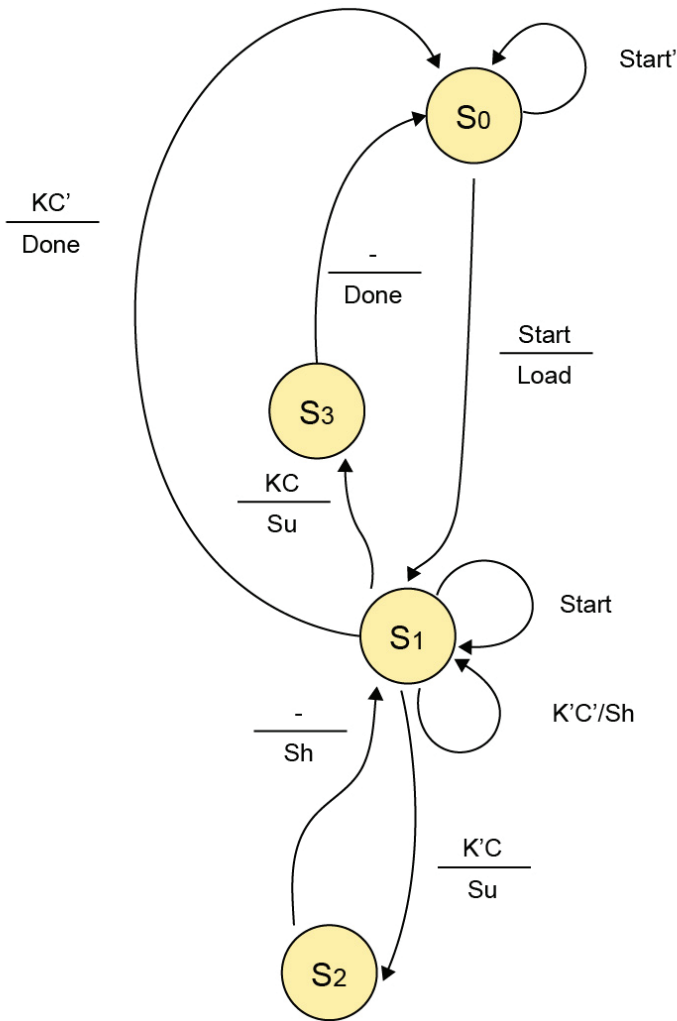 S0
Start’
KC’
Done
-
Done
Start
Load
S3
KC
Su
S1
Start
K’C’/Sh
-
Sh
K’C
Su
S2